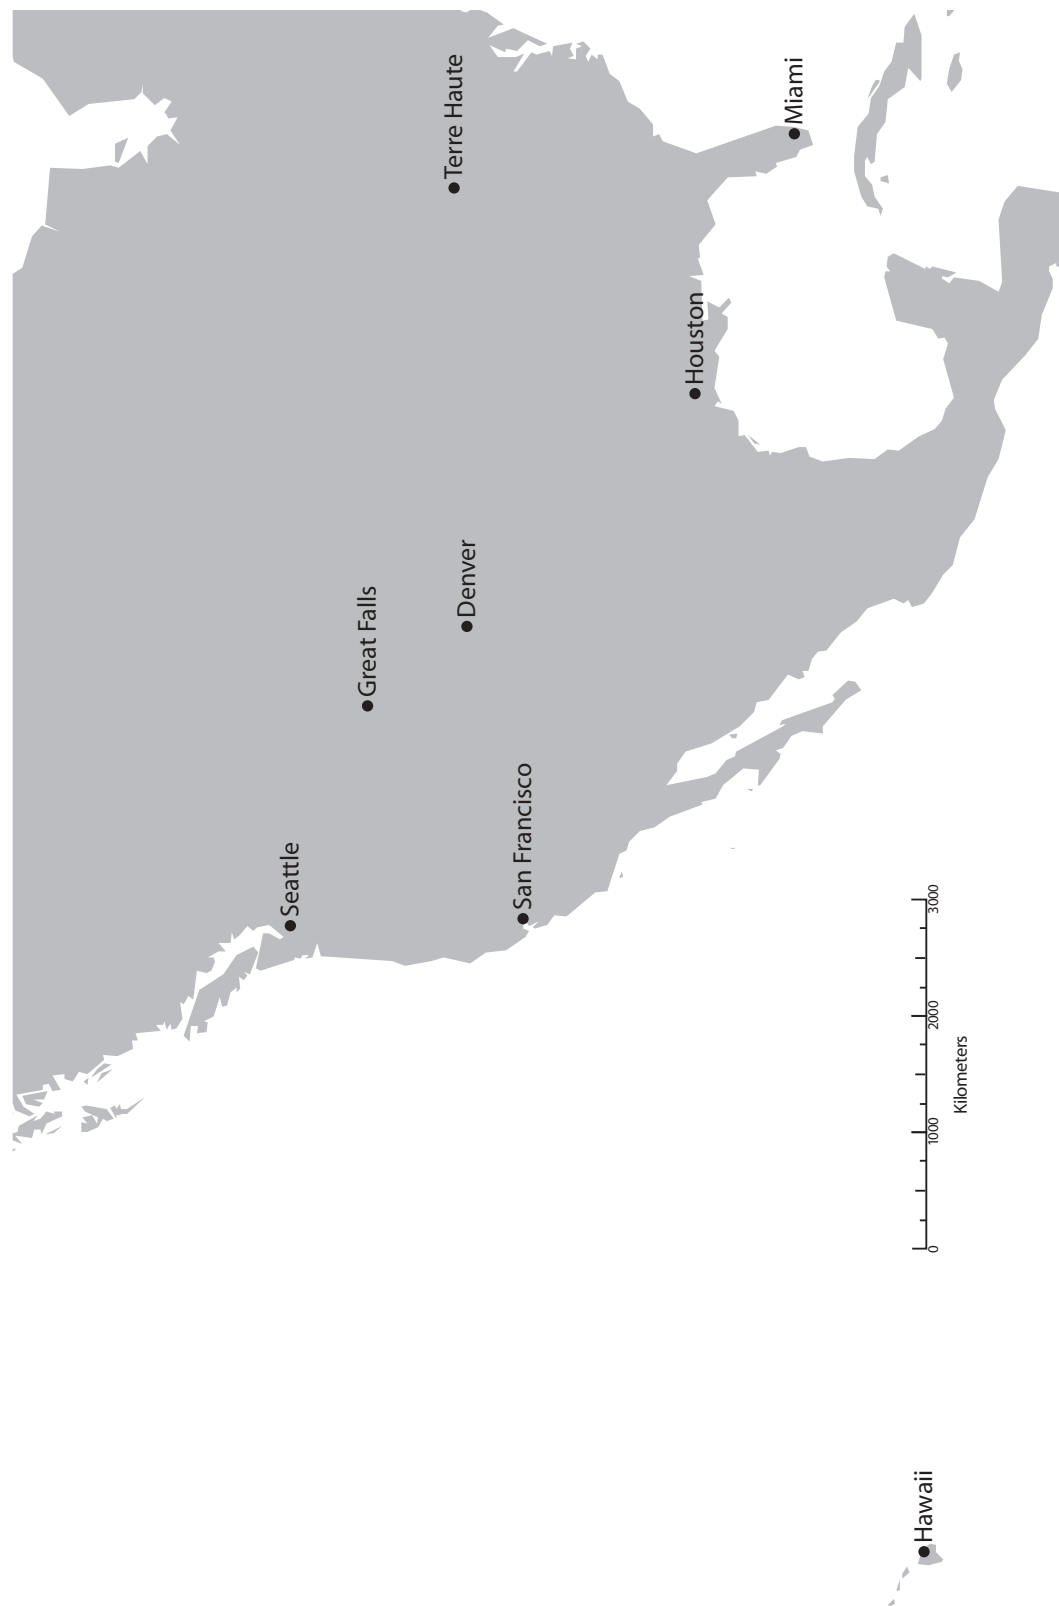 Seattle
Great Falls
Terre Haute
Denver
San Francisco
Houston
Miami
Hawaii
0
1000
2000
3000
Kilometers